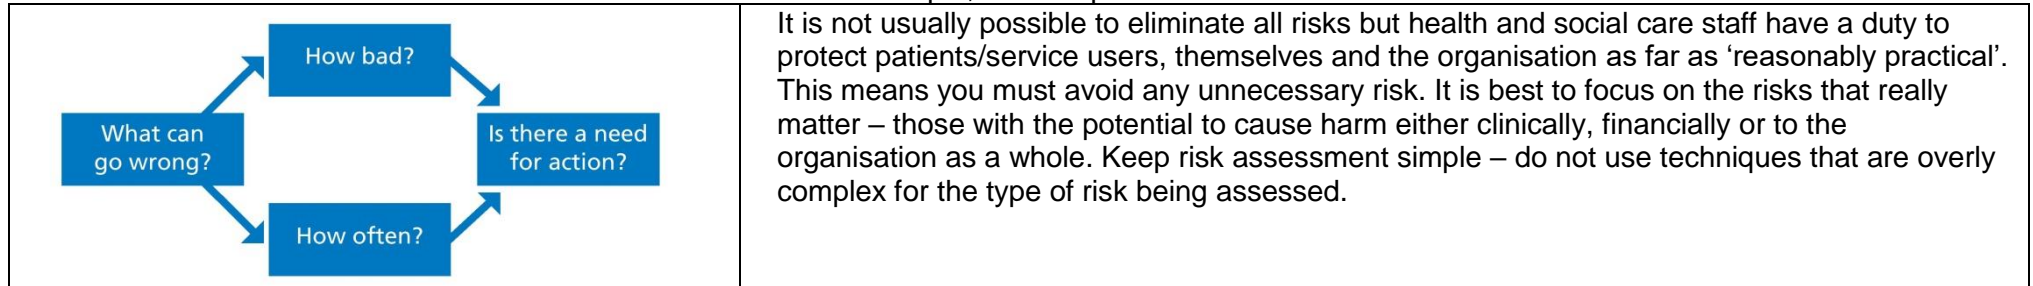 How bad?
What can
go wrong?
Is there a need
for action?
How often?
It is not usually possible to eliminate all risks but health and social care staff have a duty to
protect patients/service users, themselves and the organisation as far as ‘reasonably practical’.
This means you must avoid any unnecessary risk. It is best to focus on the risks that really
matter – those with the potential to cause harm either clinically, financially or to the
organisation as a whole. Keep risk assessment simple – do not use techniques that are overly
complex for the type of risk being assessed.